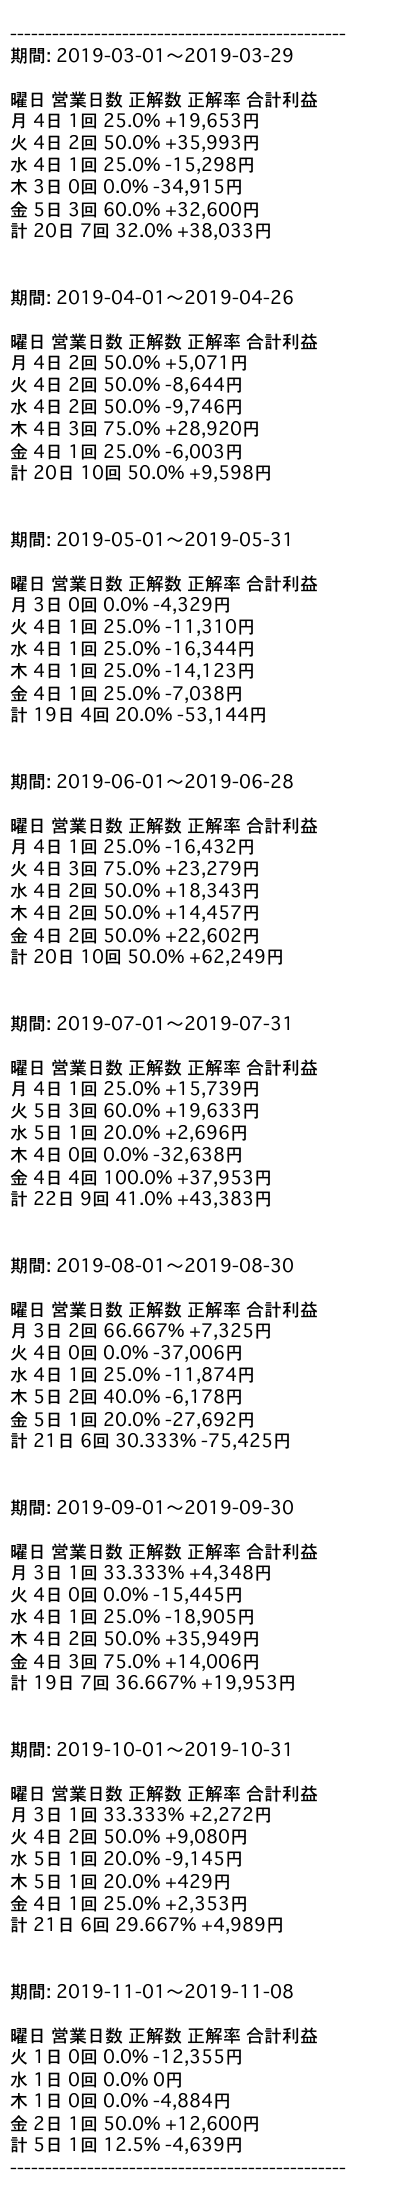 ------------------------------------------------
期間: 2019-03-01〜2019-03-29
曜日 営業日数 正解数 正解率 合計利益
月 4日 1回 25.0% +19,653円
火 4日 2回 50.0% +35,993円
水 4日 1回 25.0% -15,298円
木 3日 0回 0.0% -34,915円
金 5日 3回 60.0% +32,600円
計 20日 7回 32.0% +38,033円
期間: 2019-04-01〜2019-04-26
曜日 営業日数 正解数 正解率 合計利益
月 4日 2回 50.0% +5,071円
火 4日 2回 50.0% -8,644円
水 4日 2回 50.0% -9,746円
木 4日 3回 75.0% +28,920円
金 4日 1回 25.0% -6,003円
計 20日 10回 50.0% +9,598円
期間: 2019-05-01〜2019-05-31
曜日 営業日数 正解数 正解率 合計利益
月 3日 0回 0.0% -4,329円
火 4日 1回 25.0% -11,310円
水 4日 1回 25.0% -16,344円
木 4日 1回 25.0% -14,123円
金 4日 1回 25.0% -7,038円
計 19日 4回 20.0% -53,144円
期間: 2019-06-01〜2019-06-28
曜日 営業日数 正解数 正解率 合計利益
月 4日 1回 25.0% -16,432円
火 4日 3回 75.0% +23,279円
水 4日 2回 50.0% +18,343円
木 4日 2回 50.0% +14,457円
金 4日 2回 50.0% +22,602円
計 20日 10回 50.0% +62,249円
期間: 2019-07-01〜2019-07-31
曜日 営業日数 正解数 正解率 合計利益
月 4日 1回 25.0% +15,739円
火 5日 3回 60.0% +19,633円
水 5日 1回 20.0% +2,696円
木 4日 0回 0.0% -32,638円
金 4日 4回 100.0% +37,953円
計 22日 9回 41.0% +43,383円
期間: 2019-08-01〜2019-08-30
曜日 営業日数 正解数 正解率 合計利益
月 3日 2回 66.667% +7,325円
火 4日 0回 0.0% -37,006円
水 4日 1回 25.0% -11,874円
木 5日 2回 40.0% -6,178円
金 5日 1回 20.0% -27,692円
計 21日 6回 30.333% -75,425円
期間: 2019-09-01〜2019-09-30
曜日 営業日数 正解数 正解率 合計利益
月 3日 1回 33.333% +4,348円
火 4日 0回 0.0% -15,445円
水 4日 1回 25.0% -18,905円
木 4日 2回 50.0% +35,949円
金 4日 3回 75.0% +14,006円
計 19日 7回 36.667% +19,953円
期間: 2019-10-01〜2019-10-31
曜日 営業日数 正解数 正解率 合計利益
月 3日 1回 33.333% +2,272円
火 4日 2回 50.0% +9,080円
水 5日 1回 20.0% -9,145円
木 5日 1回 20.0% +429円
金 4日 1回 25.0% +2,353円
計 21日 6回 29.667% +4,989円
期間: 2019-11-01〜2019-11-08
曜日 営業日数 正解数 正解率 合計利益
火 1日 0回 0.0% -12,355円
水 1日 0回 0.0% 0円
木 1日 0回 0.0% -4,884円
金 2日 1回 50.0% +12,600円
計 5日 1回 12.5% -4,639円
------------------------------------------------